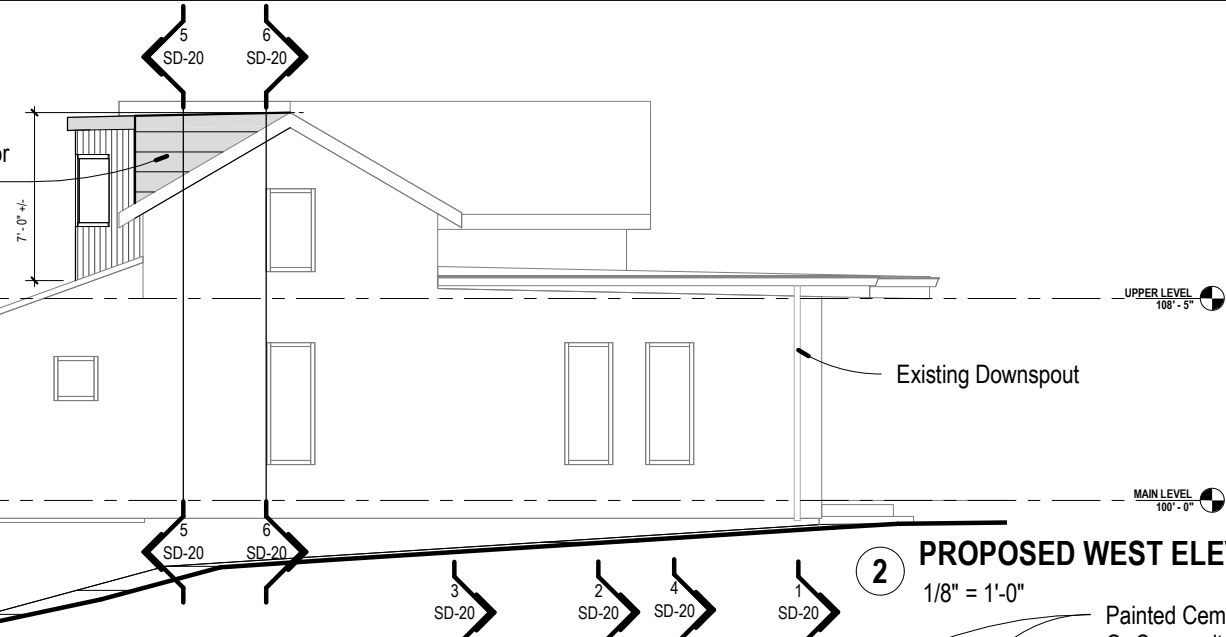 5
SD-20
6
SD-20
7' - 0" +/-
UPPER LEVEL
108' - 5"
Existing Downspout
MAIN LEVEL
100' - 0"
5
SD-20
6
SD-20
3
SD-20
2
SD-20
4
SD-20
1
SD-20
2
PROPOSED WEST
1/8" = 1'-0"
Painted